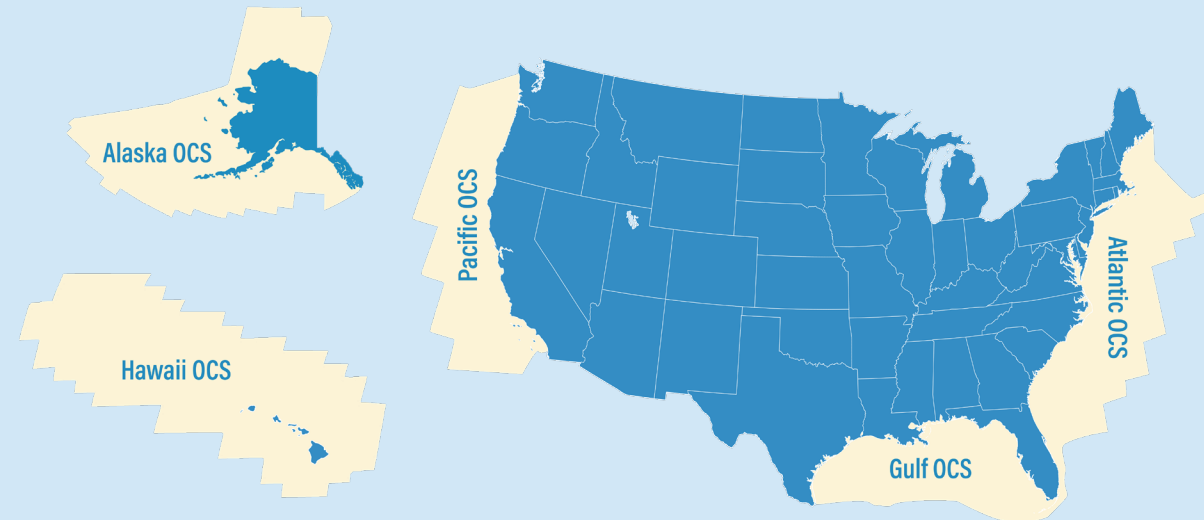 Alaska OCS
Pacific OCS
Atlantic OCS
Hawaii OCS
Gulf OCS